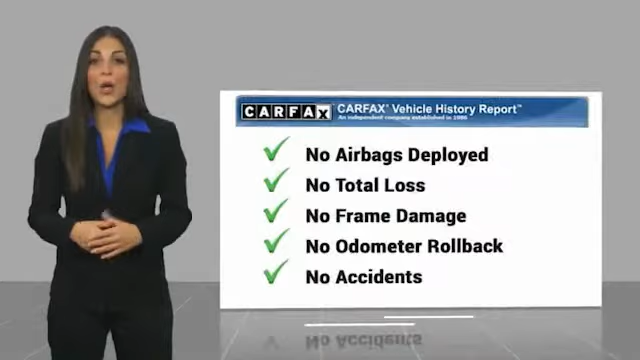 CARFAX CARFAX® Vehicle History Report™
An independent company established in 1986
No Airbags Deployed
No Total Loss
No Frame Damage
No Odometer Rollback
No Accidents